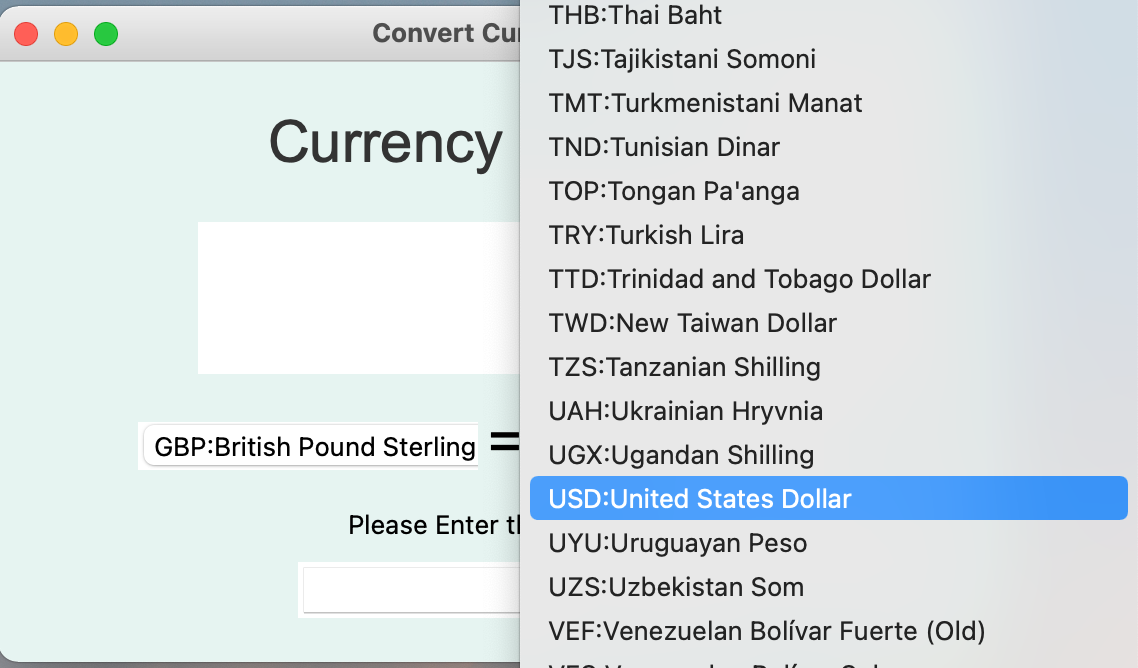 Convert Cur
Currency
GBP:British Pound Sterling =
Please Enter th
THB:Thai Baht
TJS:Tajikistani Somoni
TMT:Turkmenistani Manat
TND:Tunisian Dinar
TOP:Tongan Pa'anga
TRY:Turkish Lira
TTD:Trinidad and Tobago Dollar
TWD:New Taiwan Dollar
TZS:Tanzanian Shilling
UAH:Ukrainian Hryvnia
UGX:Ugandan Shilling
USD:United States Dollar
UYU:Uruguayan Peso
UZS:Uzbekistan Som
VEF:Venezuelan Bolívar Fuerte (Old)